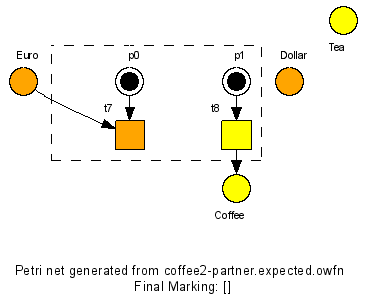 Tea
Euro
p0
p1
Dollar
t7
t8
Coffee
Petri net generated from coffee2-partner.expected.owfn
Final Marking: []